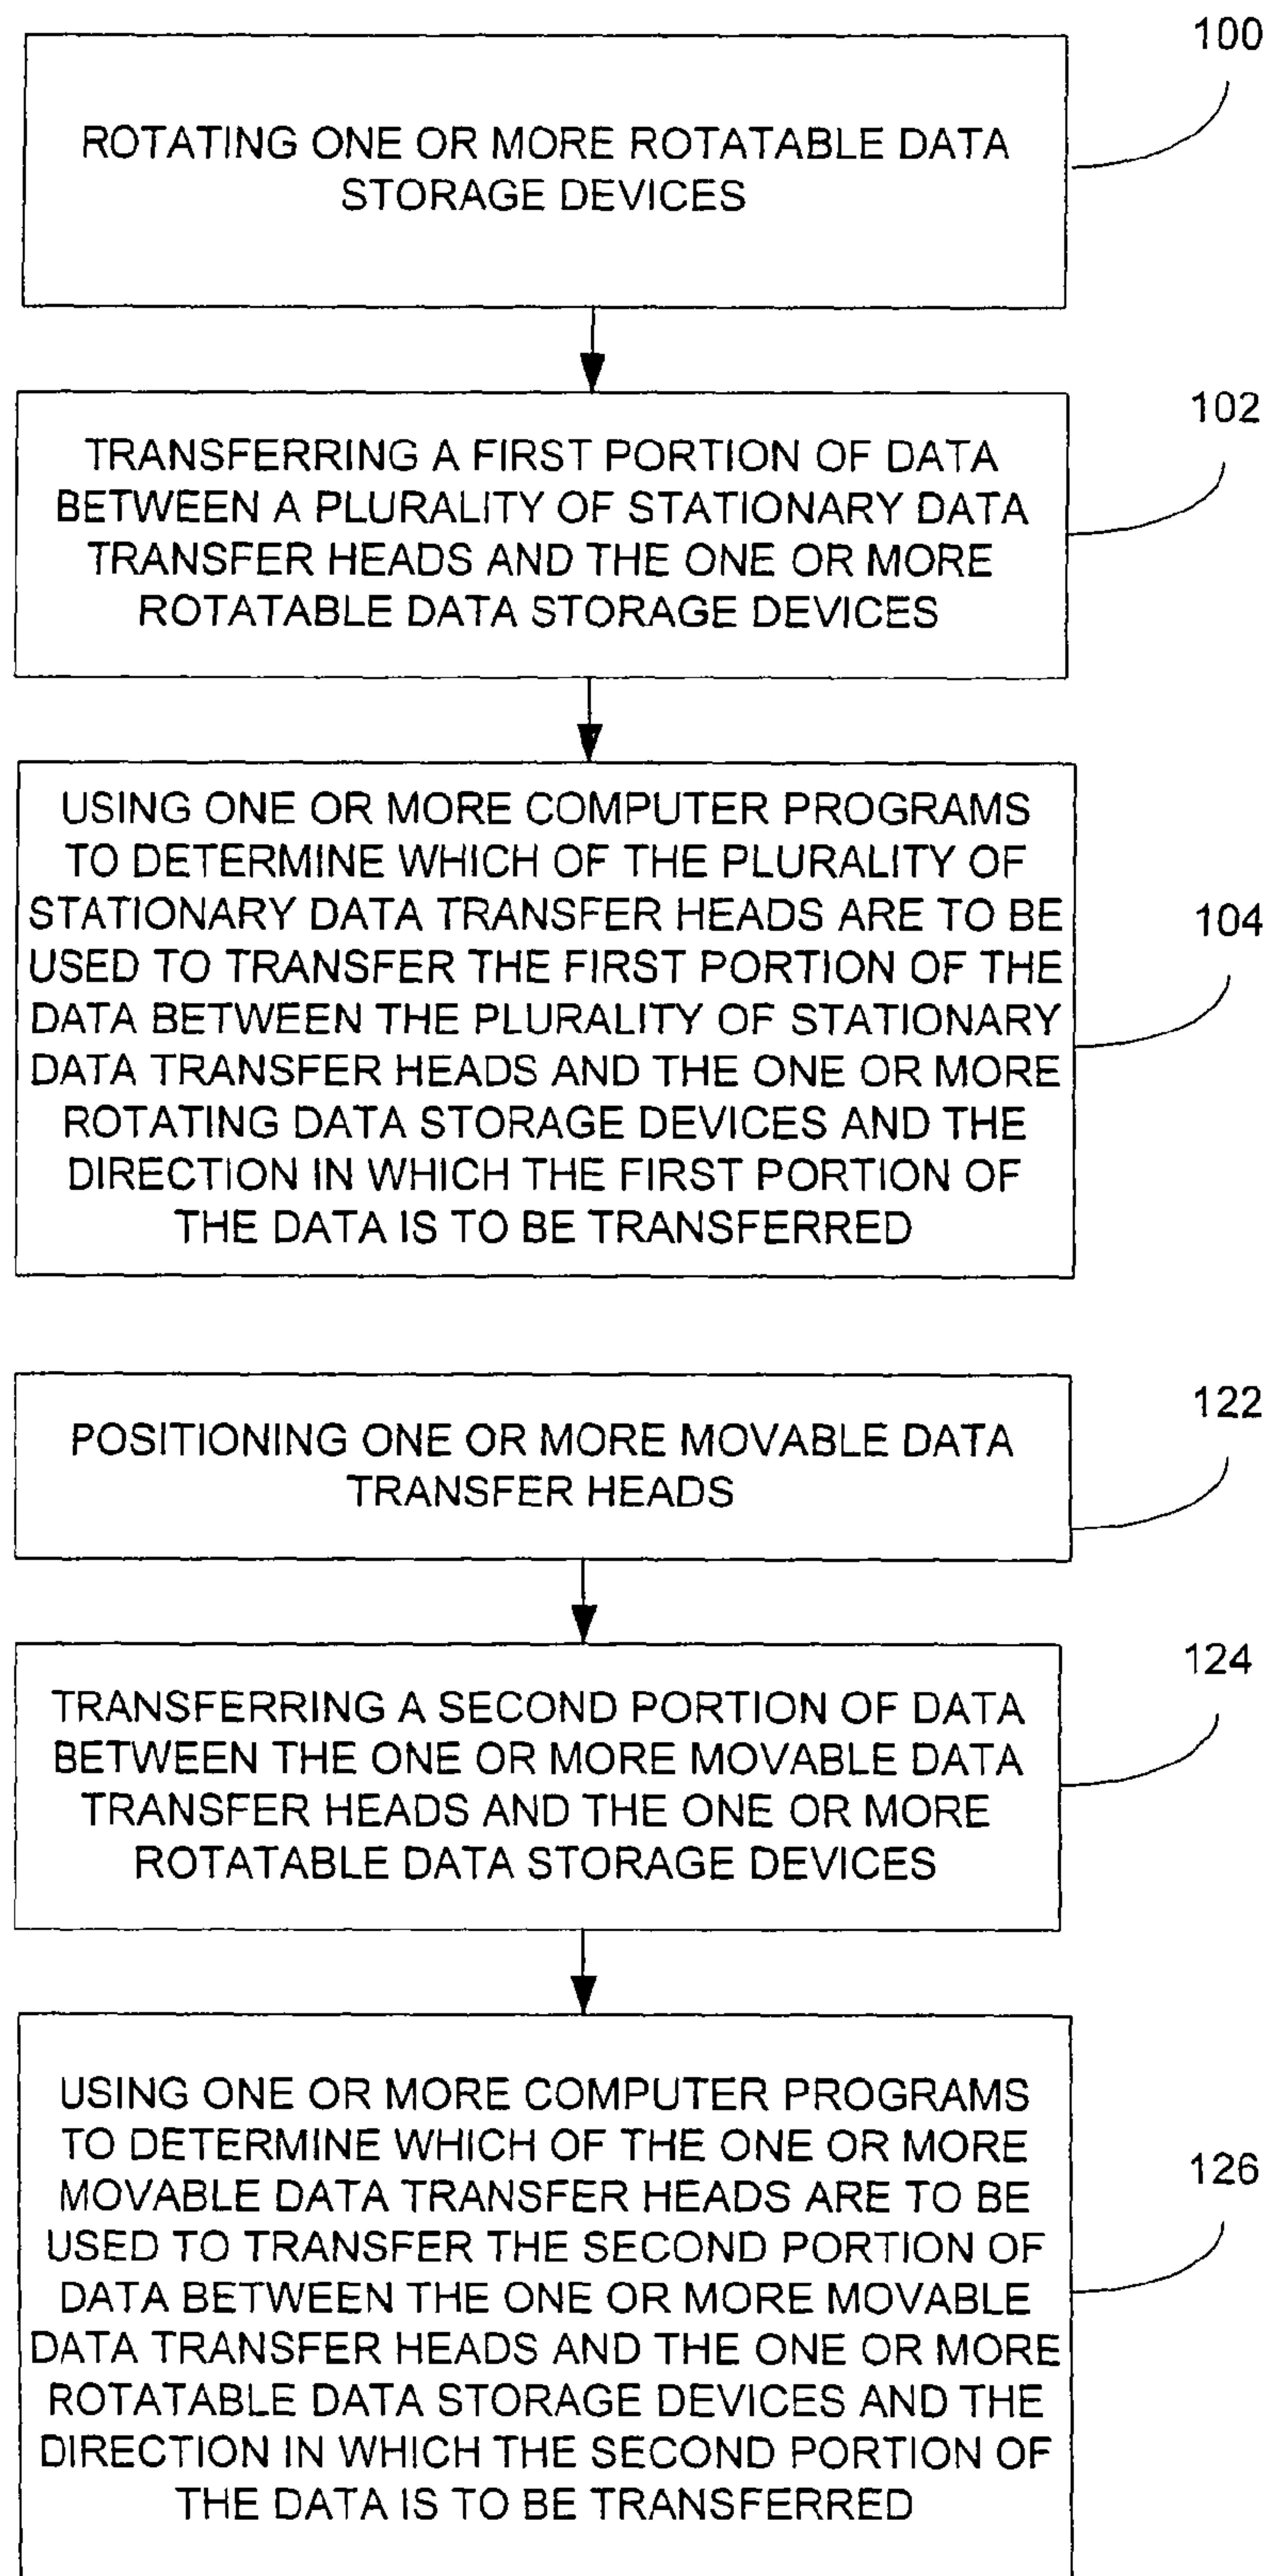 100
ROTATING ONE OR MORE ROTATABLE DATA
STORAGE DEVICES
102
TRANSFERRING A FIRST PORTION OF DATA
BETWEEN A PLURALITY OF STATIONARY DATA
TRANSFER HEADS AND THE ONE OR MORE
ROTATABLE DATA STORAGE DEVICES
USING ONE OR MORE COMPUTER PROGRAMS
TO DETERMINE WHICH OF THE PLURALITY OF
STATIONARY DATA TRANSFER HEADS ARE TO BE
104
USED TO TRANSFER THE FIRST PORTION OF THE
DATA BETWEEN THE PLURALITY OF STATIONARY
DATA TRANSFER HEADS AND THE ONE OR MORE
ROTATING DATA STORAGE DEVICES AND THE
DIRECTION IN WHICH THE FIRST PORTION OF
THE DATA IS TO BE TRANSFERRED
122
POSITIONING ONE OR MORE MOVABLE DATA
TRANSFER HEADS
124
TRANSFERRING A SECOND PORTION OF DATA
BETWEEN THE ONE OR MORE MOVABLE DATA
TRANSFER HEADS AND THE ONE OR MORE
ROTATABLE DATA STORAGE DEVICES
USING ONE OR MORE COMPUTER PROGRAMS
TO DETERMINE WHICH OF THE ONE OR MORE
126
MOVABLE DATA TRANSFER HEADS ARE TO BE
USED TO TRANSFER THE SECOND PORTION OF
DATA BETWEEN THE ONE OR MORE MOVABLE
DATA TRANSFER HEADS AND THE ONE OR MORE
ROTATABLE DATA STORAGE DEVICES AND THE
DIRECTION IN WHICH THE SECOND PORTION OF
THE DATA IS TO BE TRANSFERRED